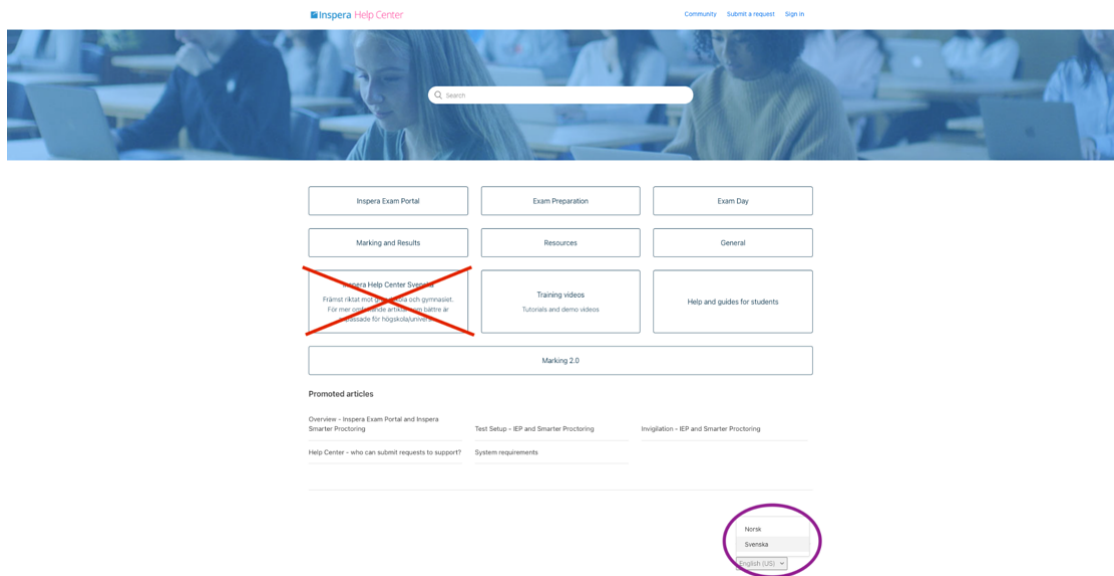 Inspera Help Center
Community Submit a request Sign in
Search
Inspera Exam Portal
Exam Preparation
Exam Day
Marking and Results
Resources
General
Help Center
Främst riktat mot och gymnasiet.
För mer artiklar som bättre är
för högskola/
Training videos
Tutorials and demo videos
Help and guides for students
Marking 2.0
Promoted articles
Overview - Inspera Exam Portal and Inspera
Smarter Proctoring
Test Setup - IEP and Smarter Proctoring
Invigilation - IEP and Smarter Proctoring
Help Center - who can submit requests to support?
System requirements
Norsk
Svenska
English (US)